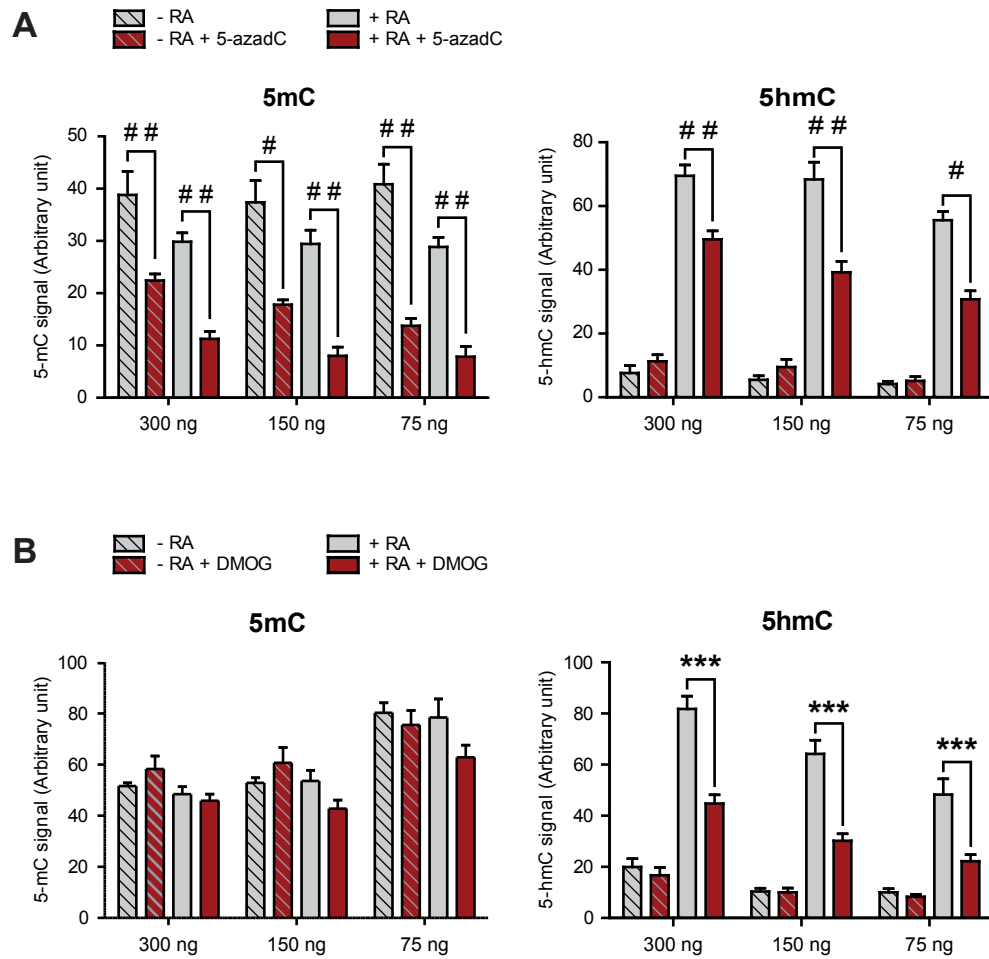 A
- RA
+ RA
- RA + 5-azadC
+ RA + 5-azadC
5mC
5-mC signal (Arbitrary unit)
50
40
30
20
10
0
# #
# #
#
# #
# #
# #
300 ng
150 ng
75 ng
5hmC
5-hmC signal (Arbitrary unit)
80
60
40
20
0
# #
# #
#
300 ng
150 ng
75 ng
B
- RA
+ RA
- RA + DMOG
+ RA + DMOG
5mC
5-mC signal (Arbitrary unit)
100
80
60
40
20
0
300 ng
150 ng
75 ng
5hmC
5-hmC signal (Arbitrary unit)
100
80
60
40
20
0
***
***
***
300 ng
150 ng
75 ng